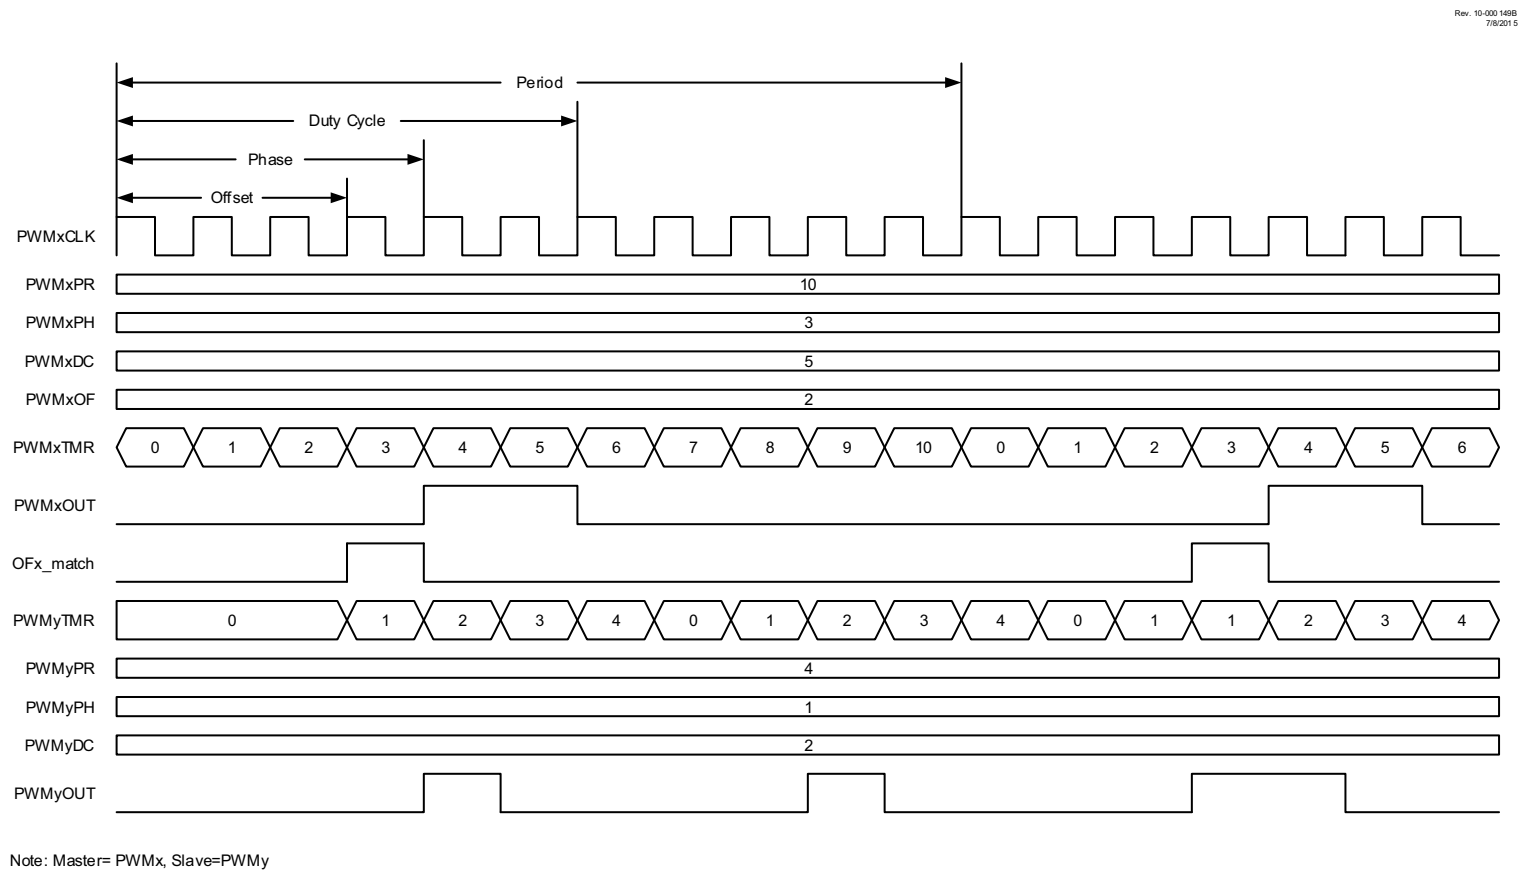 Rev. 10-000 149B
7/8/201 5
Period
Duty Cycle
Phase
Offset
PWMxCLK
PWMxPR 10
PWMxPH 3
PWMxDC 5
PWMxOF 2
PWMxTMR 0 1 2 3 4 5 6 7 8 9 10 0 1 2 3 4 5 6
PWMxOUT
OFx_match
PWMyTMR 0 1 2 3 4 0 1 2 3 4 0 1 1 2 3 4
PWMyPR 4
PWMyPH 1
PWMyDC 2
PWMyOUT
Note: Master= PWMx, Slave=PWMy